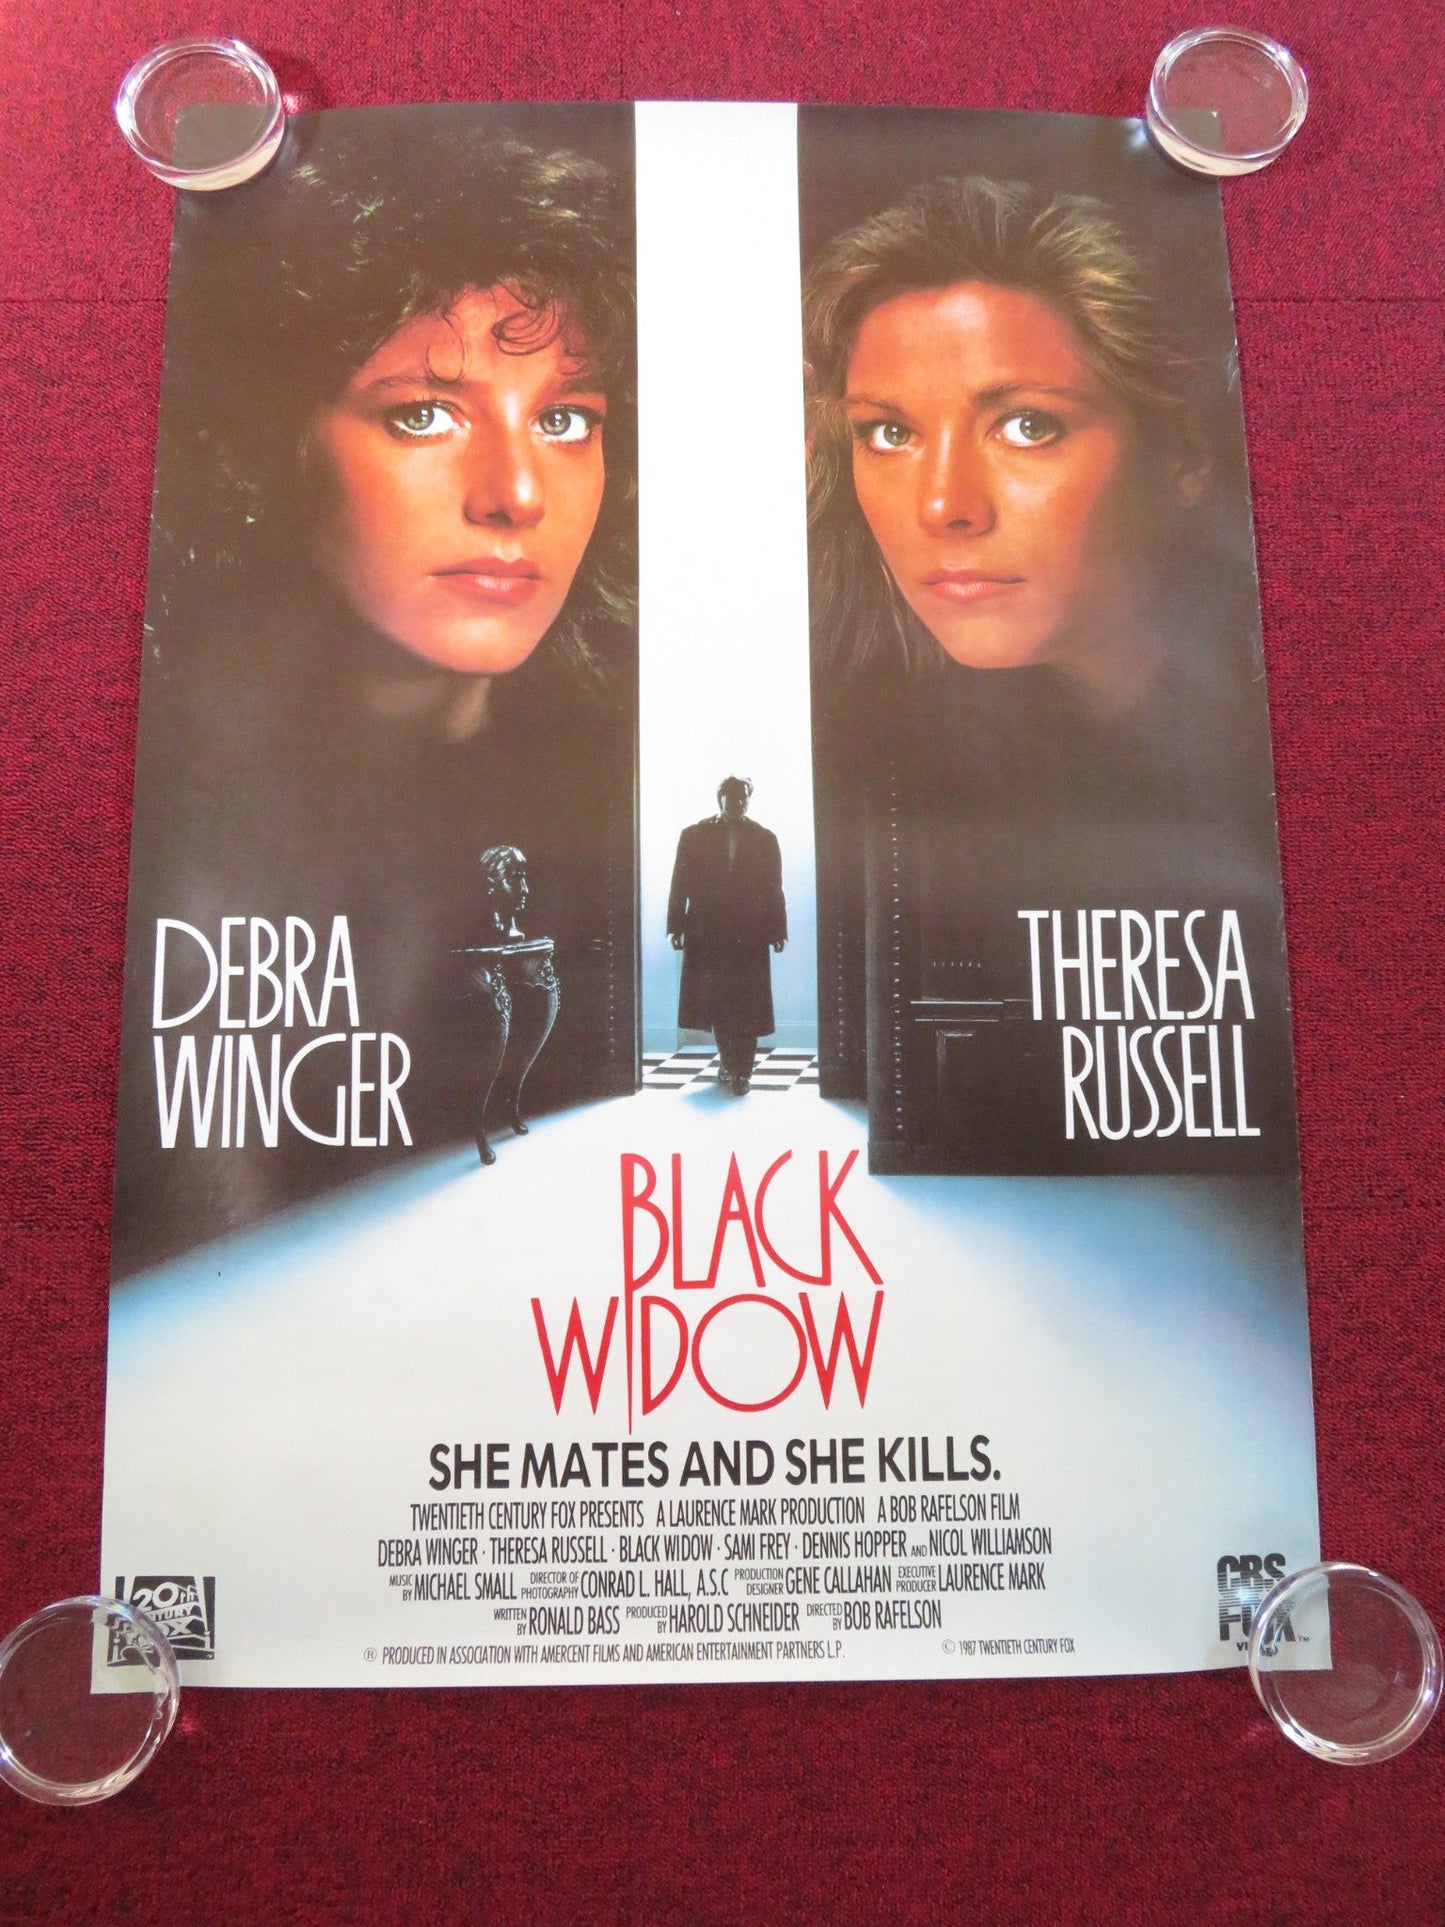 DEBRA
WINGER
THERESA
RUSSELL
BLACK
WIDOW
SHE MATES AND SHE KILLS.
TWENTIETH CENTURY FOX PRESENTS A LAURENCE MARK PRODUCTION A BOB RAFELSON FILM
DEBRA WINGER · THERESA RUSSELL · BLACK WIDOW · SAMI FREY · DENNIS HOPPER AND NICOL WILLIAMSON
MUSIC BY MICHAEL SMALL DIRECTOR OF PHOTOGRAPHY CONRAD L. HALL, A.S.C PRODUCTION DESIGNER GENE CALLAHAN EXECUTIVE PRODUCER LAURENCE MARK
WRITTEN BY RONALD BASS PRODUCED BY HAROLD SCHNEIDER DIRECTED BY BOB RAFELSON
® PRODUCED IN ASSOCIATION WITH AMERCENT FILMS AND AMERICAN ENTERTAINMENT PARTNERS L.P. © 1987 TWENTIETH CENTURY FOX
20th
CENTURY
FOX
CBS
FOX
VIDEO™